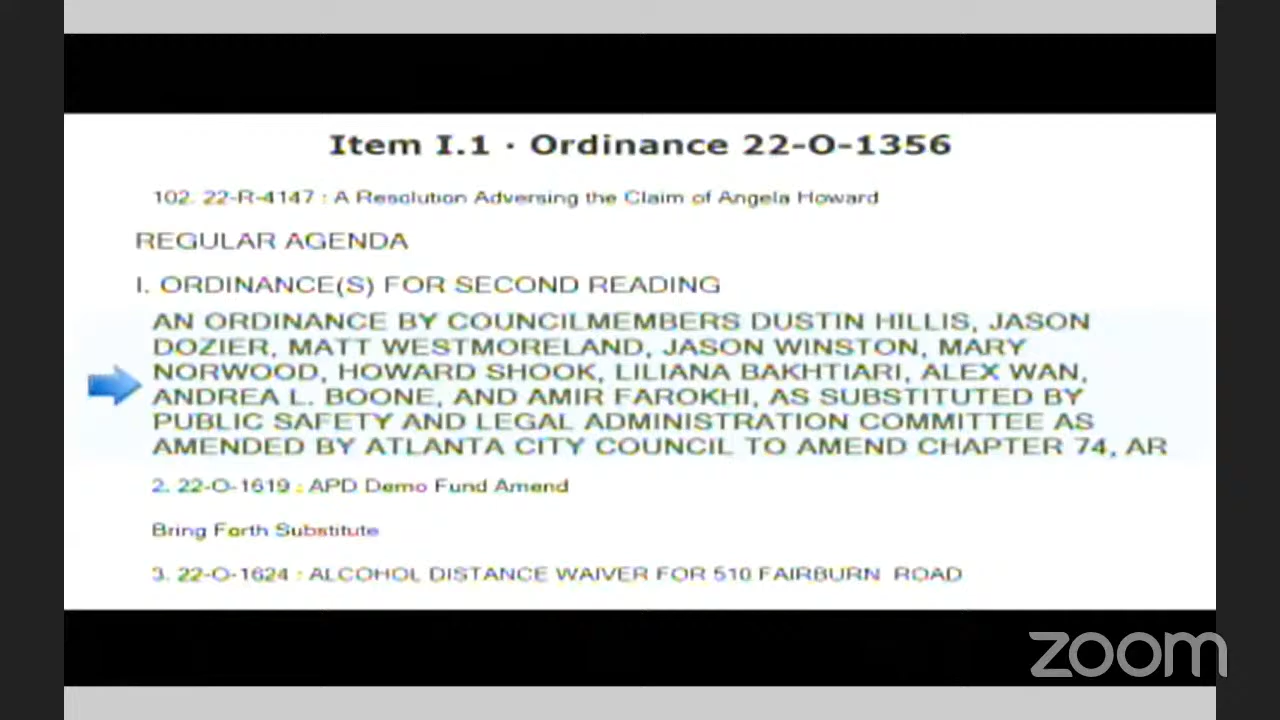 Item I.1 · Ordinance 22-O-1356
102. 22-R-4147 : A Resolution Adversing the Claim of Angela Howard
REGULAR AGENDA
I. ORDINANCE(S) FOR SECOND READING
AN ORDINANCE BY COUNCILMEMBERS DUSTIN HILLIS, JASON
DOZIER, MATT WESTMORELAND, JASON WINSTON, MARY
NORWOOD, HOWARD SHOOK, LILIANA BAKHTIARI, ALEX WAN,
ANDREA L. BOONE, AND AMIR FAROKHI, AS SUBSTITUTED BY
PUBLIC SAFETY AND LEGAL ADMINISTRATION COMMITTEE AS
AMENDED BY ATLANTA CITY COUNCIL TO AMEND CHAPTER 74, AR
2. 22-O-1619 : APD Demo Fund Amend
Bring Forth Substitute
3. 22-O-1624 : ALCOHOL DISTANCE WAIVER FOR 510 FAIRBURN ROAD
zoom